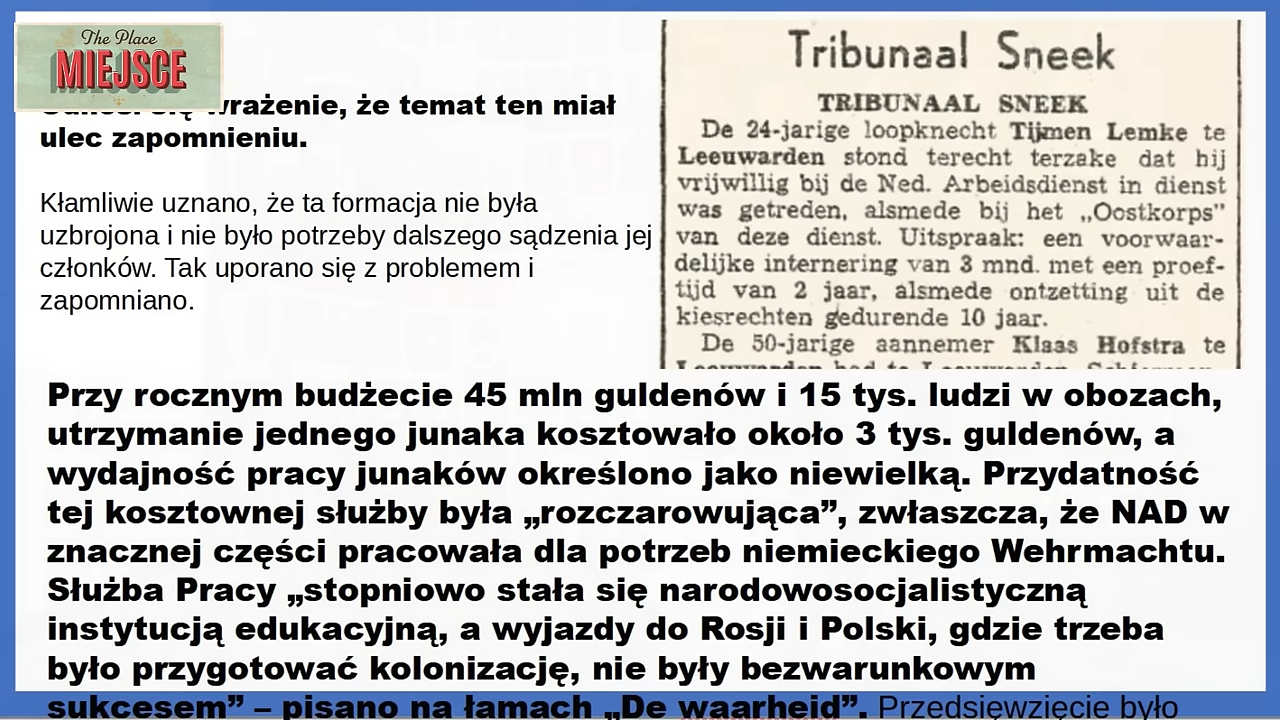 The Place
MIEJSCE
wrażenie, że temat ten miał
ulec zapomnieniu.
Kłamliwie uznano, że ta formacja nie była
uzbrojona i nie było potrzeby dalszego sądzenia jej
członków. Tak uporano się z problemem i
zapomniano.
Tribunaal Sneek
TRIBUNAAL SNEEK
De 24-jarige loopknecht Tijmen Lemke te
Leeuwarden stond terecht terzake dat hij
vrijwillig bij de Ned. Arbeidsdienst in dienst
was getreden, alsmede bij het „Oostkorps”
van deze dienst. Uitspraak: een voorwaar-
delijke internering van 3 mnd. met een proef-
tijd van 2 jaar, alsmede ontzetting uit de
kiesrechten gedurende 10 jaar.
De 50-jarige aannemer Klaas Hofstra te
Przy rocznym budżecie 45 mln guldenów i 15 tys. ludzi w obozach,
utrzymanie jednego junaka kosztowało około 3 tys. guldenów, a
wydajność pracy junaków określono jako niewielką. Przydatność
tej kosztownej służby była „rozczarowująca”, zwłaszcza, że NAD w
znacznej części pracowała dla potrzeb niemieckiego Wehrmachtu.
Służba Pracy „stopniowo stała się narodowosocjalistyczną
instytucją edukacyjną, a wyjazdy do Rosji i Polski, gdzie trzeba
było przygotować kolonizację, nie były bezwarunkowym
sukcesem” – pisano na łamach „De waarheid”. Przedsięwzięcie było